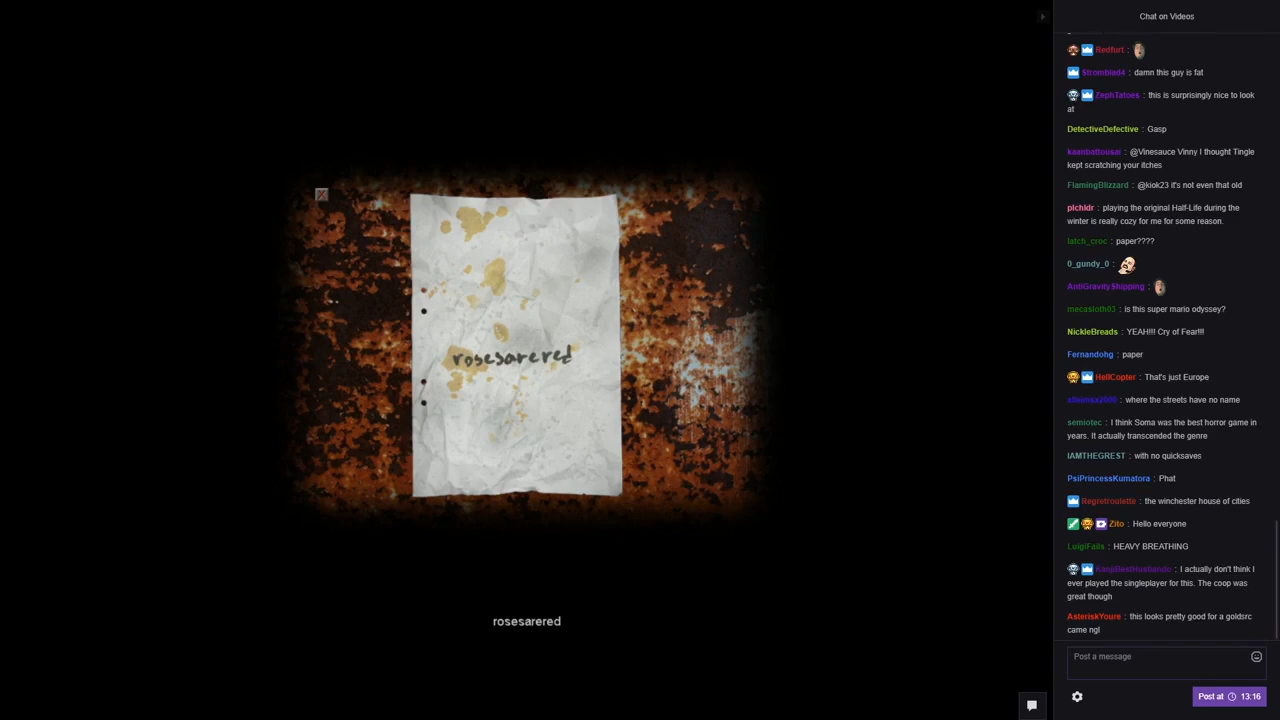 Chat on Videos
Redfurt :
Stromblad4 : damn this guy is fat
ZephTatoes : this is surprisingly nice to look
at
DetectiveDefective : Gasp
kaanbattousai : @Vinesauce Vinny I thought Tingle
kept scratching your itches
FlamingBlizzard : @kiok23 it's not even that old
plchldr : playing the original Half-Life during the
winter is really cozy for me for some reason.
latch_croc : paper????
0_gundy_0 :
AntiGravityShipping :
mecasloth03 : is this super mario odyssey?
NickleBreads : YEAH!!! Cry of Fear!!!
Fernandohg : paper
HellCopter : That's just Europe
: where the streets have no name
semiotec : I think Soma was the best horror game in
years. It actually transcended the genre
IAMTHEGREST : with no quicksaves
PsiPrincessKumatora : Phat
Regretroulette : the winchester house of cities
Zito : Hello everyone
LuigiFails : HEAVY BREATHING
KanjiBestHusbando : I actually don't think I
ever played the singleplayer for this. The coop was
great though
AsteriskYoure : this looks pretty good for a goldsrc
came ngl
Post a message
Post at 13:16
rosesarered
rosesarered